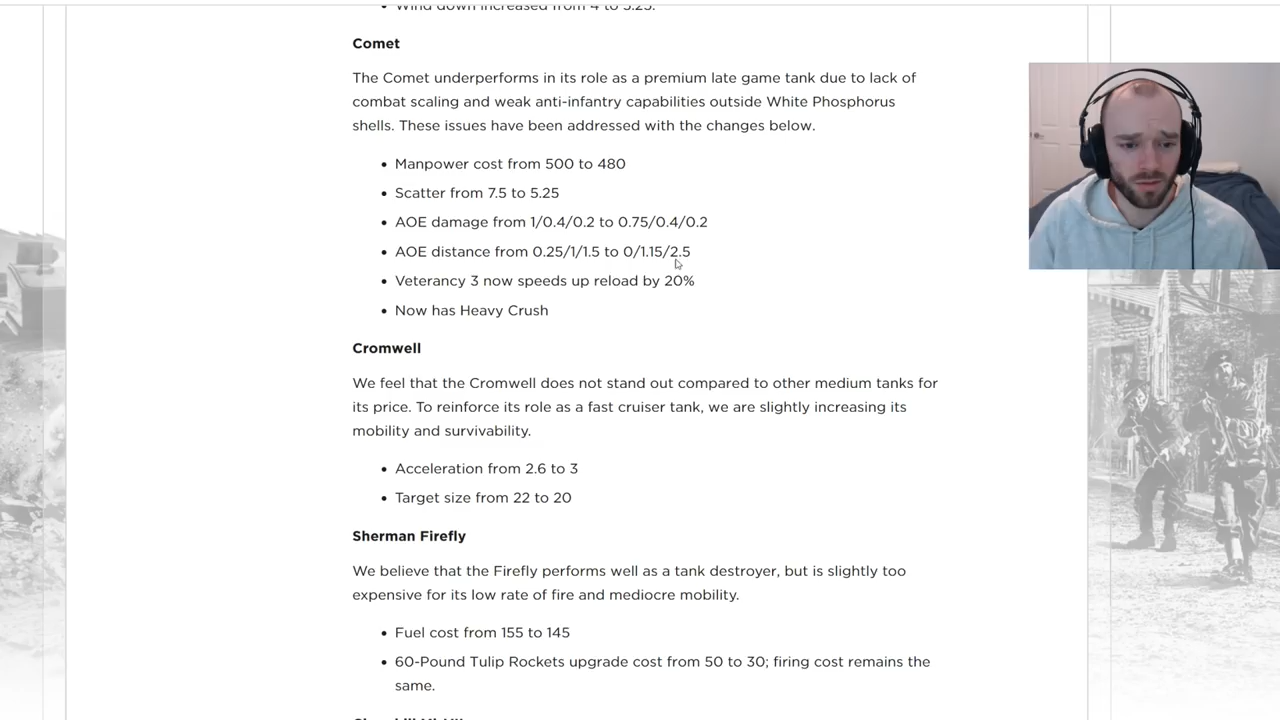 Wind down increased from 4 to 5.25.
Comet
The Comet underperforms in its role as a premium late game tank due to lack of
combat scaling and weak anti-infantry capabilities outside White Phosphorus
shells. These issues have been addressed with the changes below.
Manpower cost from 500 to 480
Scatter from 7.5 to 5.25
AOE damage from 1/0.4/0.2 to 0.75/0.4/0.2
AOE distance from 0.25/1/1.5 to 0/1.15/2.5
Veterancy 3 now speeds up reload by 20%
Now has Heavy Crush
Cromwell
We feel that the Cromwell does not stand out compared to other medium tanks for
its price. To reinforce its role as a fast cruiser tank, we are slightly increasing its
mobility and survivability.
Acceleration from 2.6 to 3
Target size from 22 to 20
Sherman Firefly
We believe that the Firefly performs well as a tank destroyer, but is slightly too
expensive for its low rate of fire and mediocre mobility.
Fuel cost from 155 to 145
60-Pound Tulip Rockets upgrade cost from 50 to 30; firing cost remains the
same.